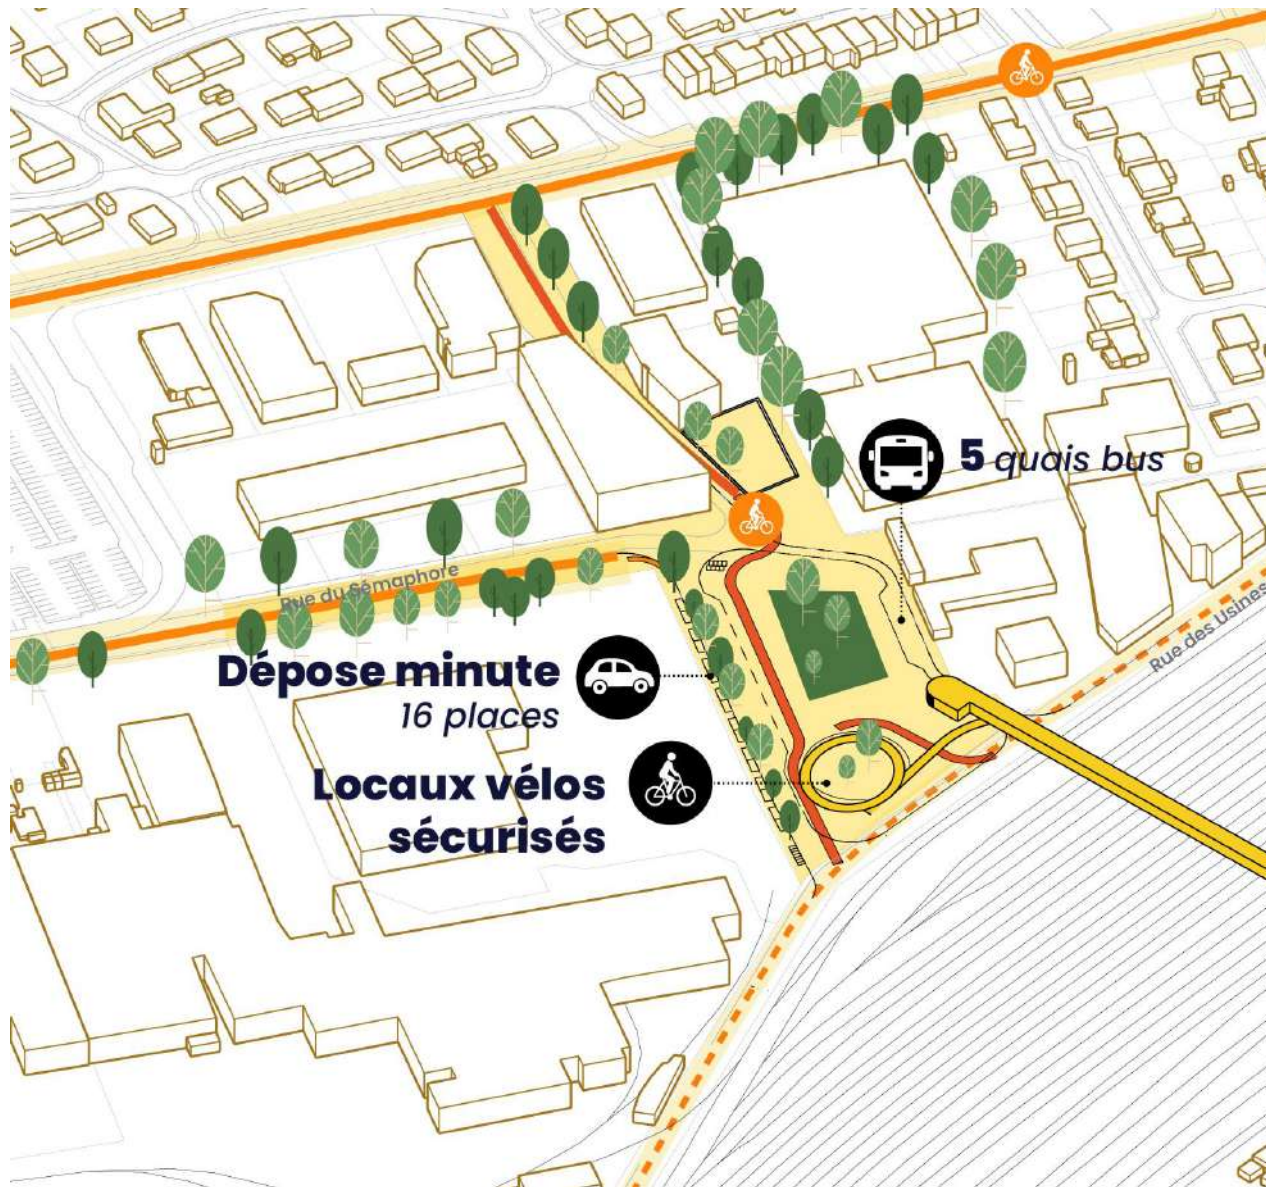 5 quais bus
Rue du Sémaphore
Rue des Usines
Dépose minute
16 places
Locaux vélos
sécurisés